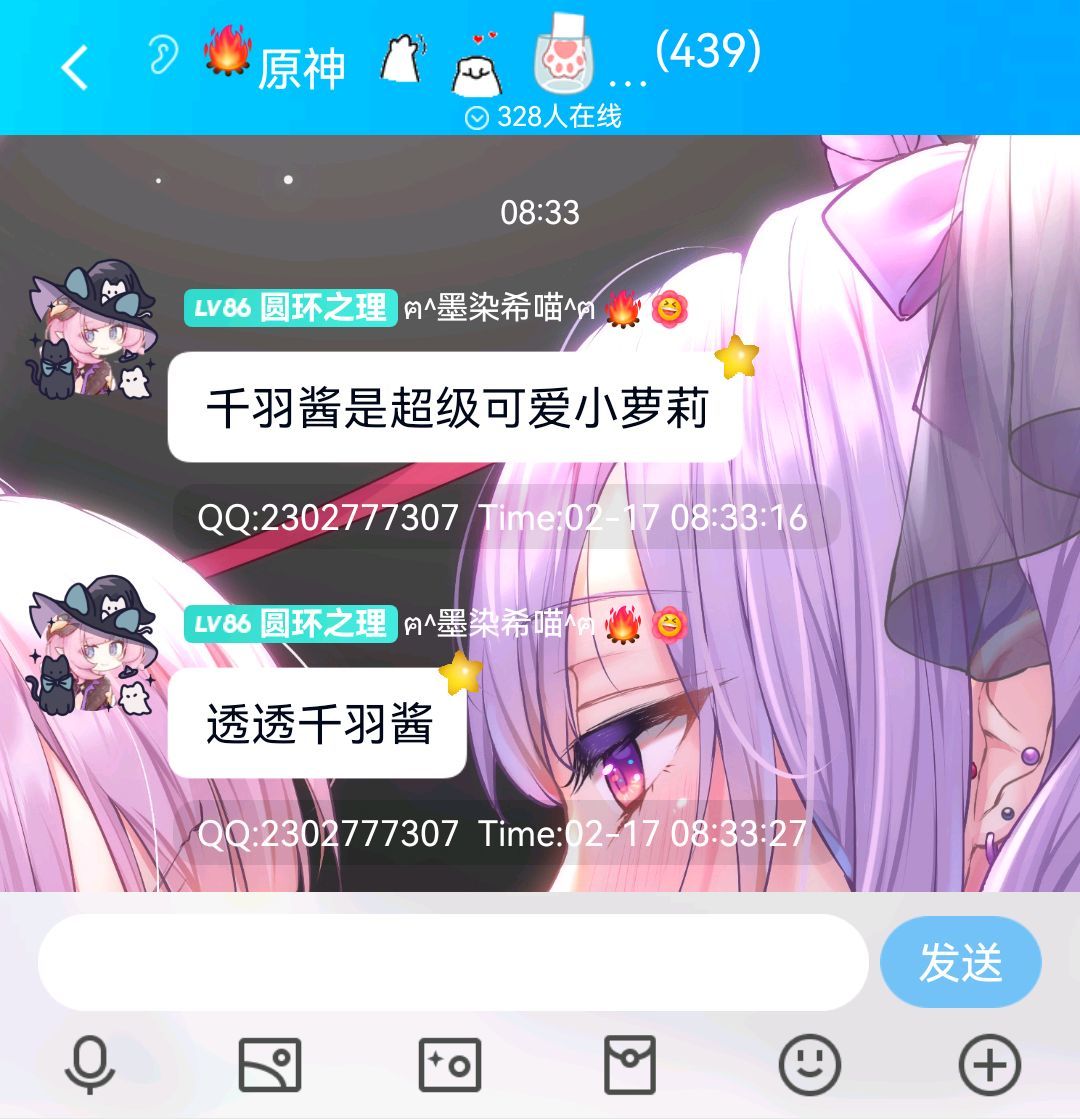 原神 ... (439)
328人在线
08:33
LV86 圆环之理 ฅ^墨染希喵^ฅ
千羽酱是超级可爱小萝莉
QQ:2302777307 Time:02-17 08:33:16
LV86 圆环之理 ฅ^墨染希喵^ฅ
透透千羽酱
QQ:2302777307 Time:02-17 08:33:27
发送